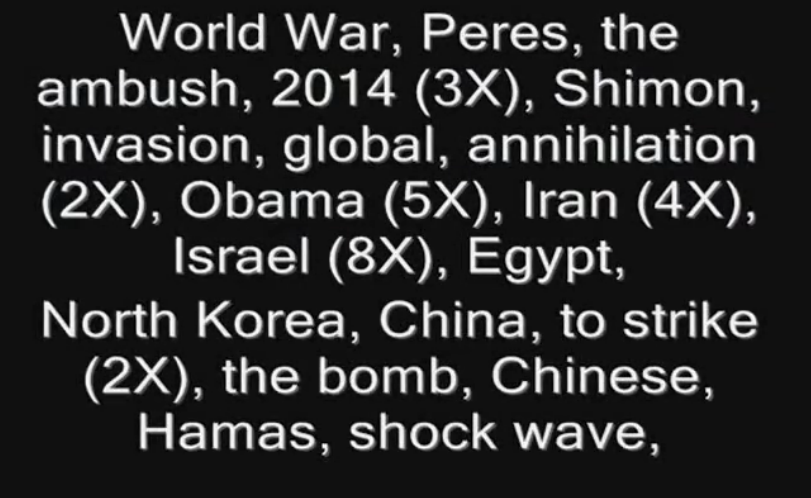 World War, Peres, the
ambush, 2014 (3X), Shimon,
invasion, global, annihilation
(2X), Obama (5X), Iran (4X),
Israel (8X), Egypt,
North Korea, China, to strike
(2X), the bomb, Chinese,
Hamas, shock wave,